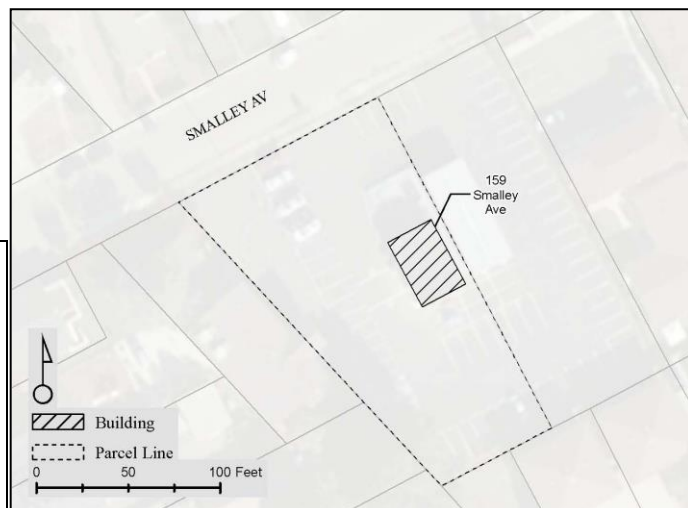 SMALLEY AV
159
Smalley
Ave
Building
Parcel Line
0 50 100 Feet